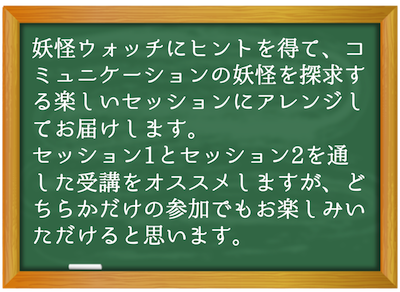 妖怪ウォッチにヒントを得て、コ
ミュニケーションの妖怪を探求す
る楽しいセッションにアレンジし
てお届けします。
セッション1とセッション2を通
した受講をオススメしますが、ど
ちらかだけの参加でもお楽しみい
ただけると思います。